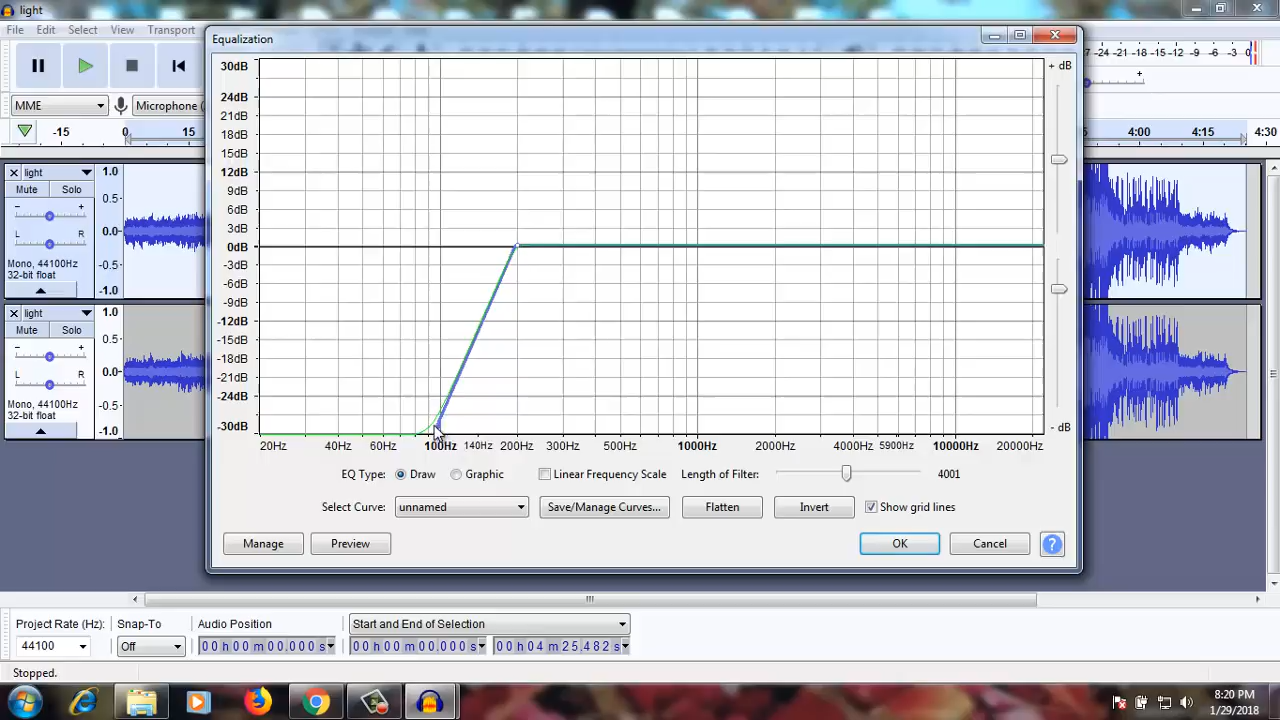 light
File Edit Select View Transport
Equalization
-24 -21 -18 -15 -12 -9 -6 -3 0
MME
Microphone (
-15 0 15
4:00 4:15 4:30
30dB
24dB
21dB
18dB
15dB
12dB
9dB
6dB
3dB
0dB
-3dB
-6dB
-9dB
-12dB
-15dB
-18dB
-21dB
-24dB
-30dB
+ dB
- dB
20Hz 40Hz 60Hz 100Hz 140Hz 200Hz 300Hz 600Hz 1000Hz 2000Hz 4000Hz 5900Hz 10000Hz 20000Hz
EQ Type: Draw Graphic Linear Frequency Scale Length of Filter: 4001
Select Curve: unnamed Save/Manage Curves... Flatten Invert Show grid lines
Manage Preview OK Cancel ?
light 1.0
Mute Solo
0.5
- +
L R 0.0
Mono, 44100Hz
32-bit float
-0.5
-1.0
light 1.0
Mute Solo
0.5
- +
L R 0.0
Mono, 44100Hz
32-bit float
-0.5
-1.0
Project Rate (Hz): Snap-To Audio Position Start and End of Selection
44100 Off 00 h 00 m 00.000 s 00 h 00 m 00.000 s 00 h 04 m 25.482 s
Stopped.
8:20 PM
1/29/2018